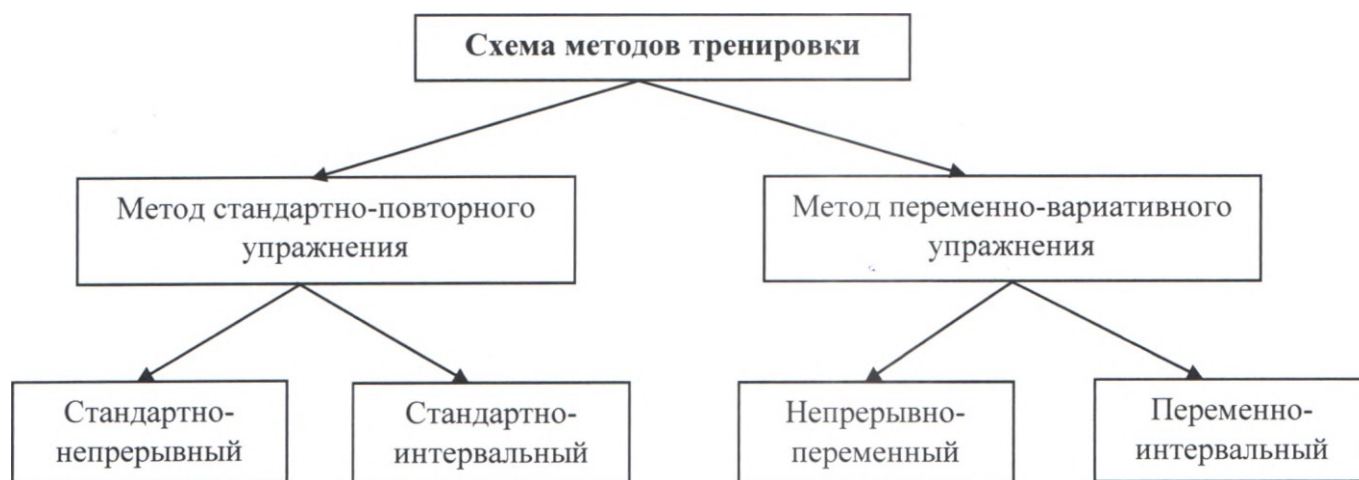 Схема методов тренировки
Метод стандартно-повторного
упражнения
Метод переменно-вариативного
упражнения
Стандартно-
непрерывный
Стандартно-
интервальный
Непрерывно-
переменный
Переменно-
интервальный